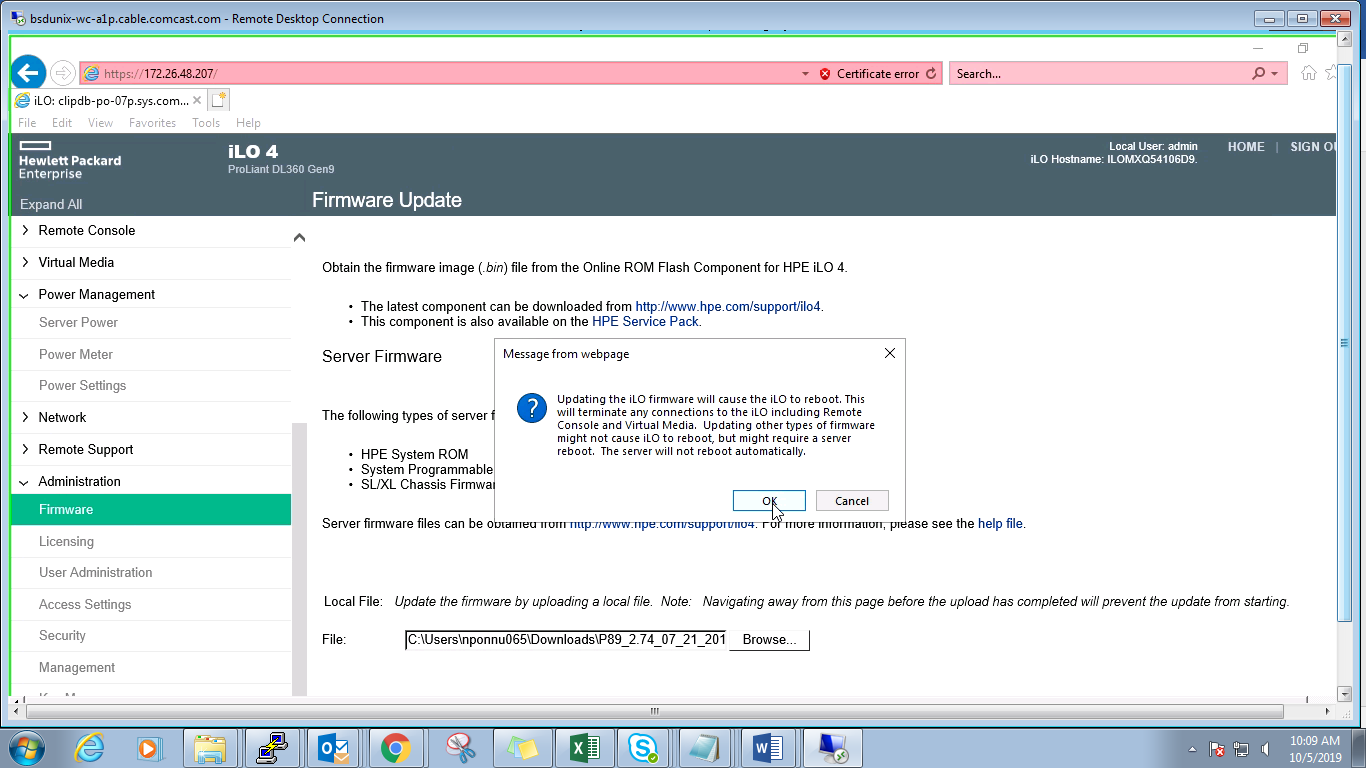 bsdunix-wc-a1p.cable.comcast.com - Remote Desktop Connection
https://172.26.48.207/
Certificate error
Search...
iLO: clipdb-po-07p.sys.com...
File Edit View Favorites Tools Help
Hewlett Packard
Enterprise
iLO 4
ProLiant DL360 Gen9
Local User: admin
iLO Hostname: ILOMXQ54106D9.
HOME | SIGN OU
Expand All
Firmware Update
Remote Console
Virtual Media
Power Management
Server Power
Power Meter
Power Settings
Network
Remote Support
Administration
Firmware
Licensing
User Administration
Access Settings
Security
Management
Obtain the firmware image (.bin) file from the Online ROM Flash Component for HPE iLO 4.
• The latest component can be downloaded from http://www.hpe.com/support/ilo4.
• This component is also available on the HPE Service Pack.
Server Firmware
The following types of server f
• HPE System ROM
• System Programmable
• SL/XL Chassis Firmwar
Server firmware files can be obtained from http://www.hpe.com/support/ilo4. For more information, please see the help file.
Message from webpage
Updating the iLO firmware will cause the iLO to reboot. This
will terminate any connections to the iLO including Remote
Console and Virtual Media. Updating other types of firmware
might not cause iLO to reboot, but might require a server
reboot. The server will not reboot automatically.
OK
Cancel
Local File: Update the firmware by uploading a local file. Note: Navigating away from this page before the upload has completed will prevent the update from starting.
File: C:\Users\nponnu065\Downloads\P89_2.74_07_21_201 Browse...
10:09 AM
10/5/2019